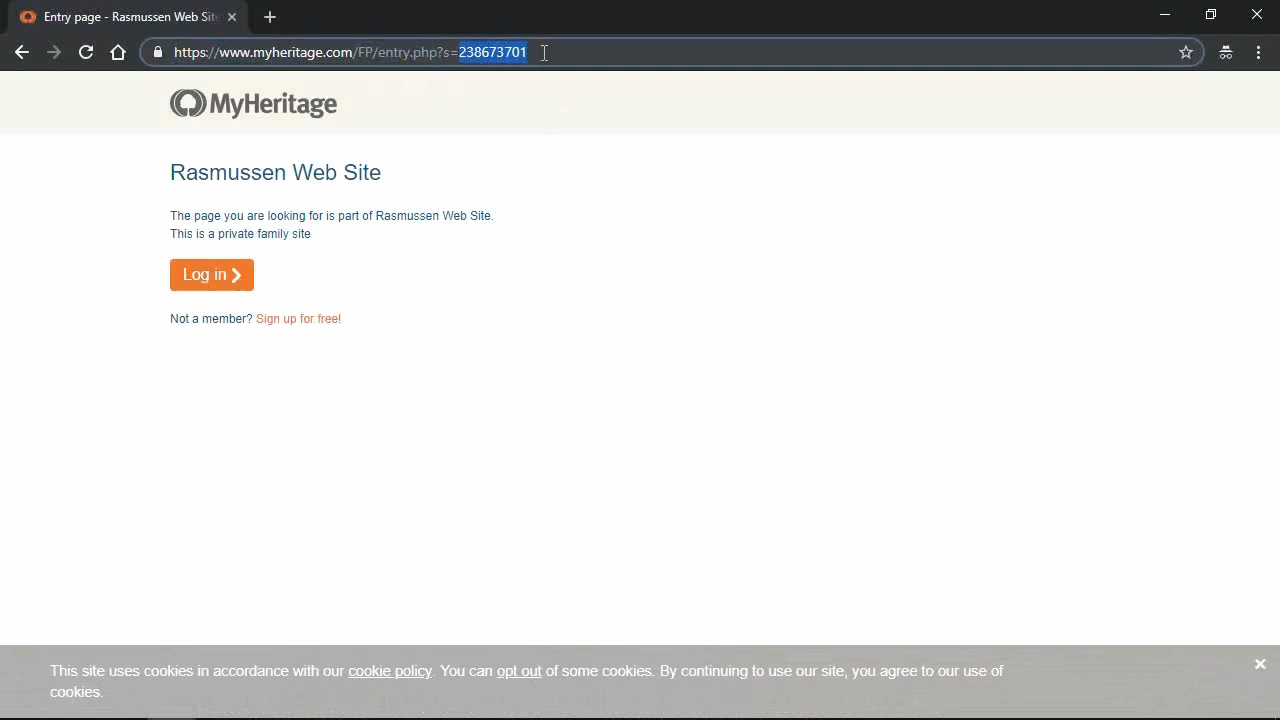 Entry page - Rasmussen Web Sit
https://www.myheritage.com/FP/entry.php?s=238673701
MyHeritage
Rasmussen Web Site
The page you are looking for is part of Rasmussen Web Site.
This is a private family site
Log in
Not a member? Sign up for free!
This site uses cookies in accordance with our cookie policy. You can opt out of some cookies. By continuing to use our site, you agree to our use of
cookies.